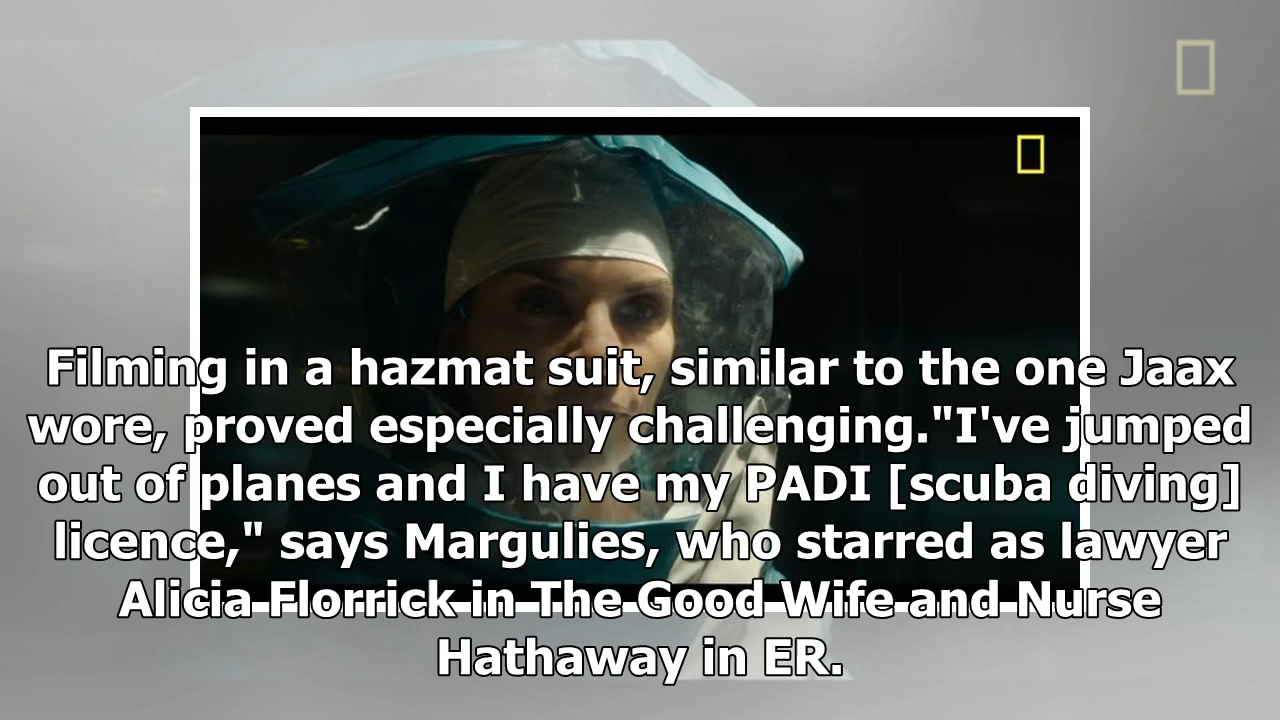 Filming in a hazmat suit, similar to the one Jaax
wore, proved especially challenging."I've jumped
out of planes and I have my PADI [scuba diving]
licence," says Margulies, who starred as lawyer
Alicia Florrick in The Good Wife and Nurse
Hathaway in ER.